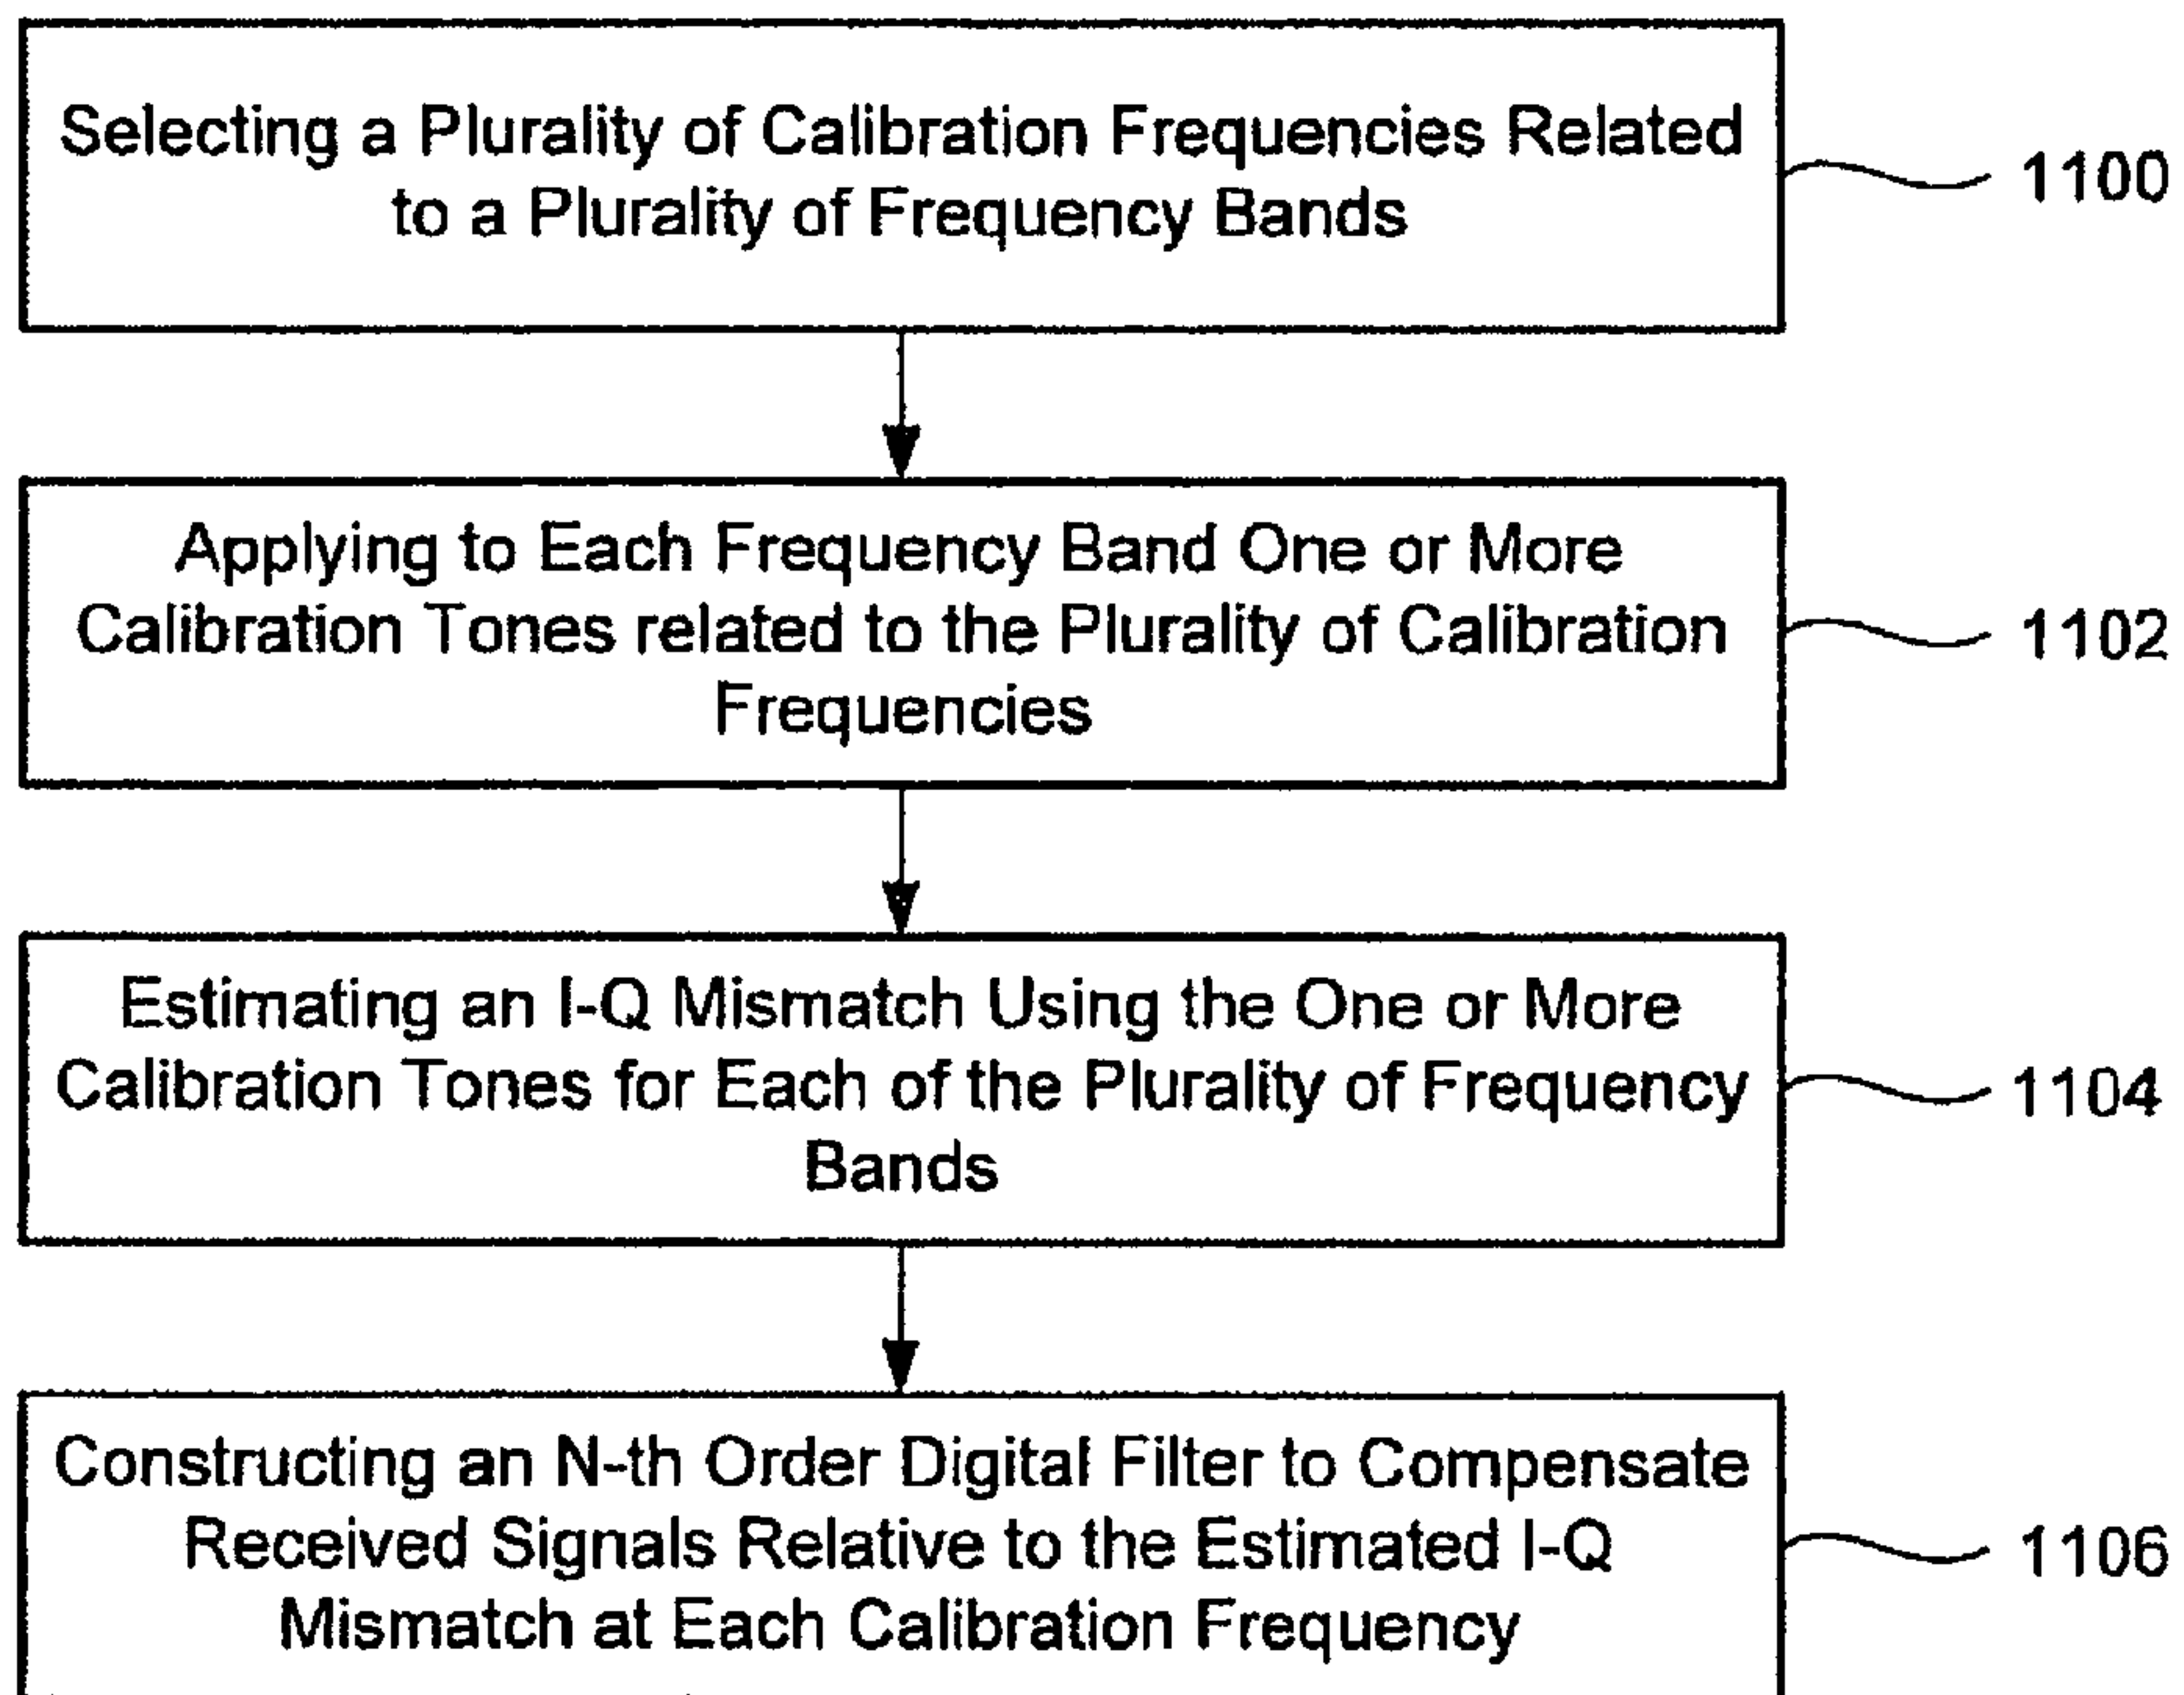 Selecting a Plurality of Calibration Frequencies Related
to a Plurality of Frequency Bands
1100
Applying to Each Frequency Band One or More
Calibration Tones related to the Plurality of Calibration
Frequencies
1102
Estimating an I-Q Mismatch Using the One or More
Calibration Tones for Each of the Plurality of Frequency
Bands
1104
Constructing an N-th Order Digital Filter to Compensate
Received Signals Relative to the Estimated I-Q
Mismatch at Each Calibration Frequency
1106